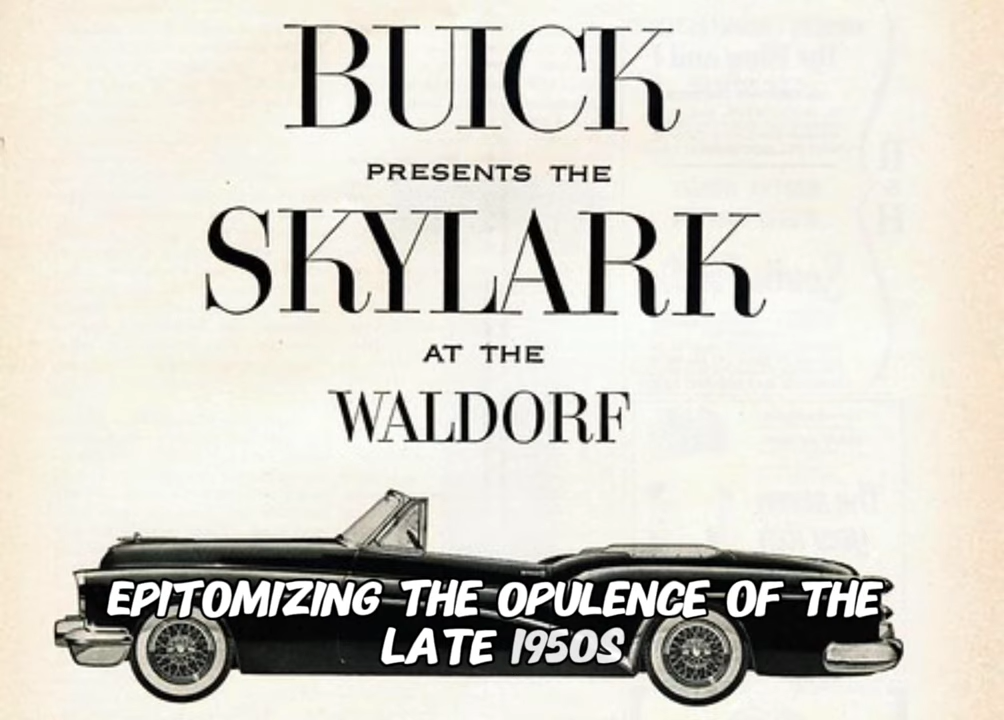 BUICK
PRESENTS THE
SKYLARK
AT THE
WALDORF
EPITOMIZING THE OPULENCE OF THE
LATE 1950S